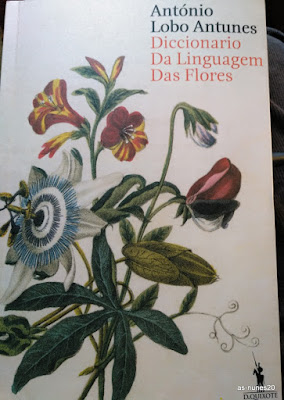 António
Lobo Antunes
Diccionario
Da Linguagem
Das Flores
D.QUIXOTE
as-nunes20